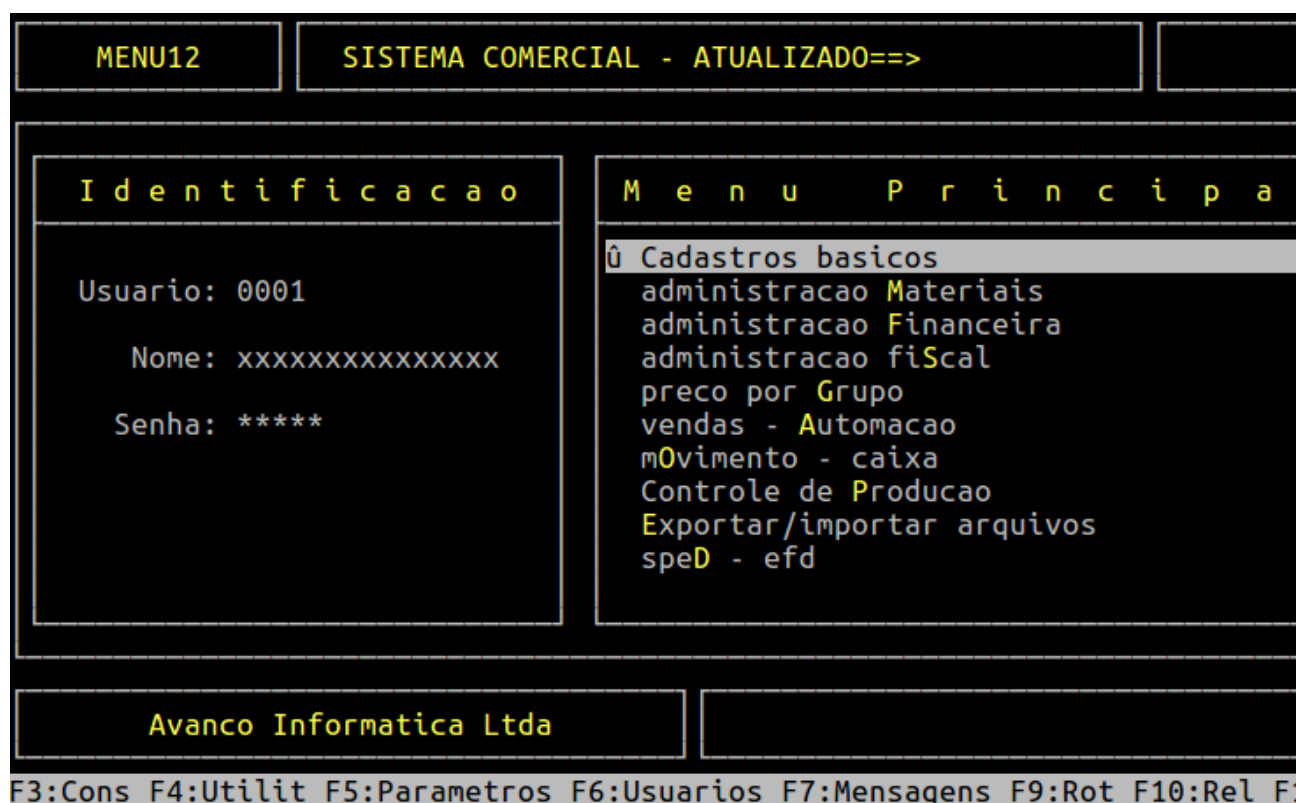 MENU12
SISTEMA COMERCIAL - ATUALIZADO==>
I d e n t i f i c a c a o
Usuario: 0001
Nome: xxxxxxxxxxxxxxx
Senha: *****
M e n u P r i n c i p a
û Cadastros basicos
administracao Materiais
administracao Financeira
administracao fiScal
preco por Grupo
vendas - Automacao
mOvimento - caixa
Controle de Producao
Exportar/importar arquivos
speD - efd
Avanco Informatica Ltda
F3:Cons F4:Utilit F5:Parametros F6:Usuarios F7:Mensagens F9:Rot F10:Rel